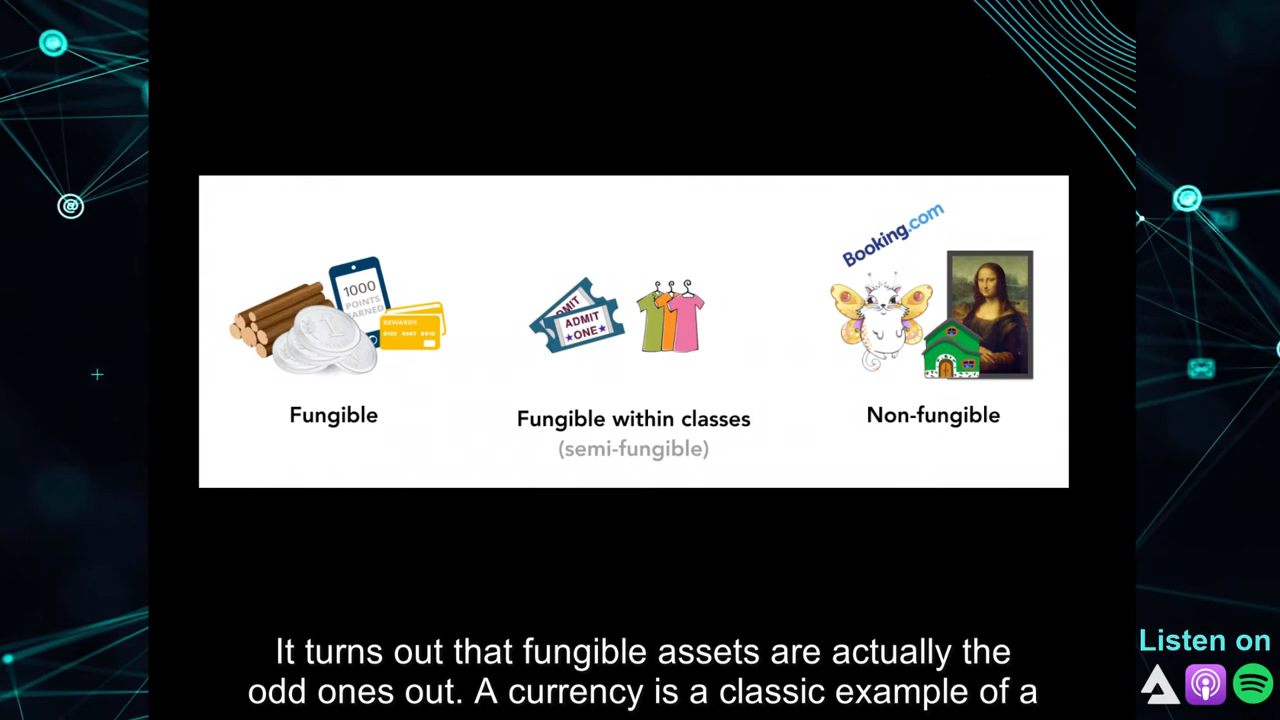 Booking.com
1000
POINTS
EARNED
REWARDS
ADMIT
ONE
Fungible
Fungible within classes
(semi-fungible)
Non-fungible
It turns out that fungible assets are actually the
odd ones out. A currency is a classic example of a
Listen on